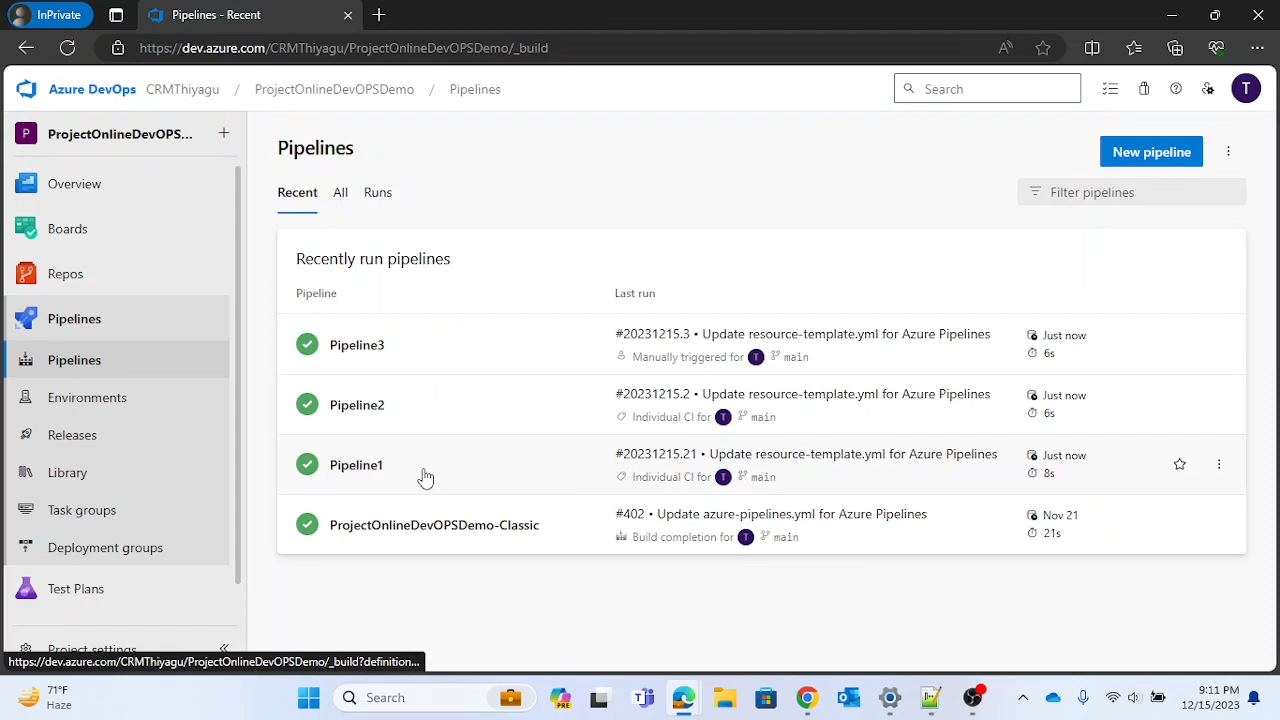 InPrivate
Pipelines - Recent
https://dev.azure.com/CRMThiyagu/ProjectOnlineDevOPSDemo/_build
Azure DevOps CRMThiyagu / ProjectOnlineDevOPSDemo / Pipelines
Search
T
P ProjectOnlineDevOPS...
Overview
Boards
Repos
Pipelines
Pipelines
Environments
Releases
Library
Task groups
Deployment groups
Test Plans
Project settings
https://dev.azure.com/CRMThiyagu/ProjectOnlineDevOPSDemo/_build?definition...
Pipelines
New pipeline
Recent All Runs
Filter pipelines
Recently run pipelines
Pipeline Last run
Pipeline3
#20231215.3 • Update resource-template.yml for Azure Pipelines
Manually triggered for T main
Just now
6s
Pipeline2
#20231215.2 • Update resource-template.yml for Azure Pipelines
Individual CI for T main
Just now
6s
Pipeline1
#20231215.21 • Update resource-template.yml for Azure Pipelines
Individual CI for T main
Just now
8s
ProjectOnlineDevOPSDemo-Classic
#402 • Update azure-pipelines.yml for Azure Pipelines
Build completion for T main
Nov 21
21s
71°F
Haze
Search
PRE
9:11 PM
12/15/2023